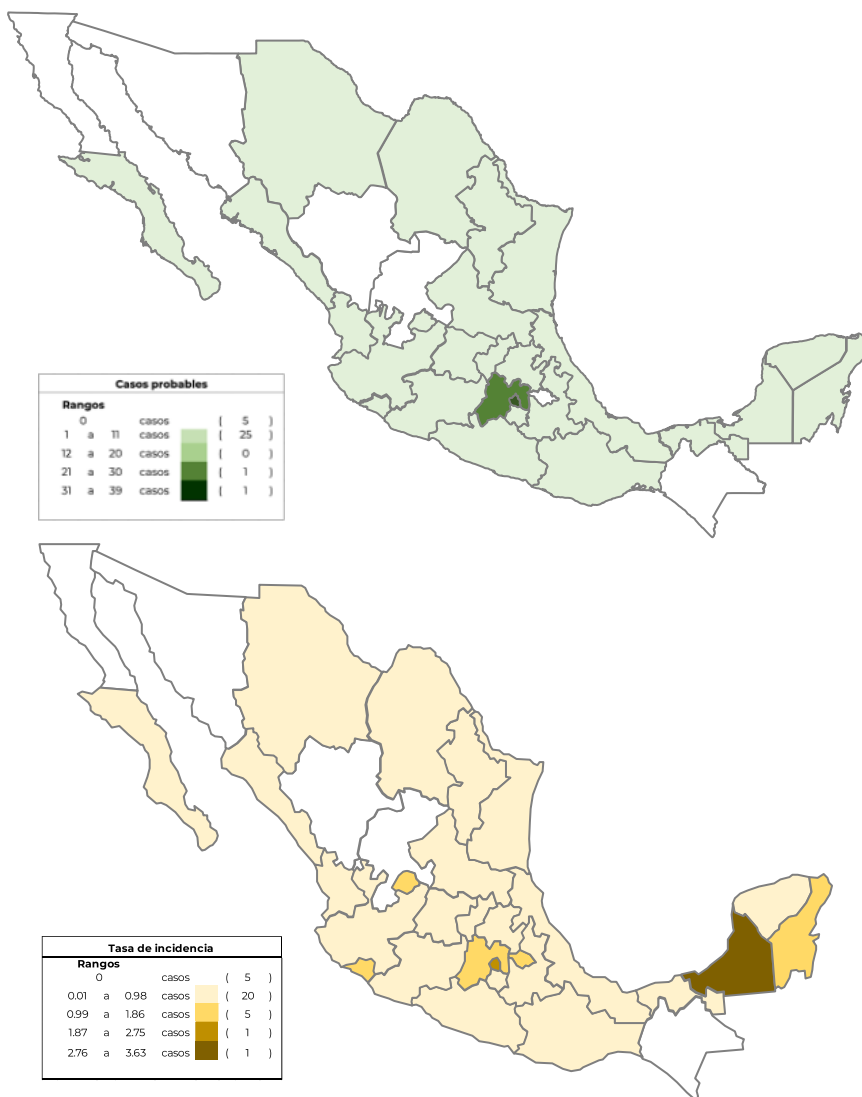 Casos probables
Rangos
0 casos ( 5 )
1 a 11 casos ( 25 )
12 a 20 casos ( 0 )
21 a 30 casos ( 1 )
31 a 39 casos ( 1 )
Tasa de incidencia
Rangos
0 casos ( 5 )
0.01 a 0.98 casos ( 20 )
0.99 a 1.86 casos ( 5 )
1.87 a 2.75 casos ( 1 )
2.76 a 3.63 casos ( 1 )